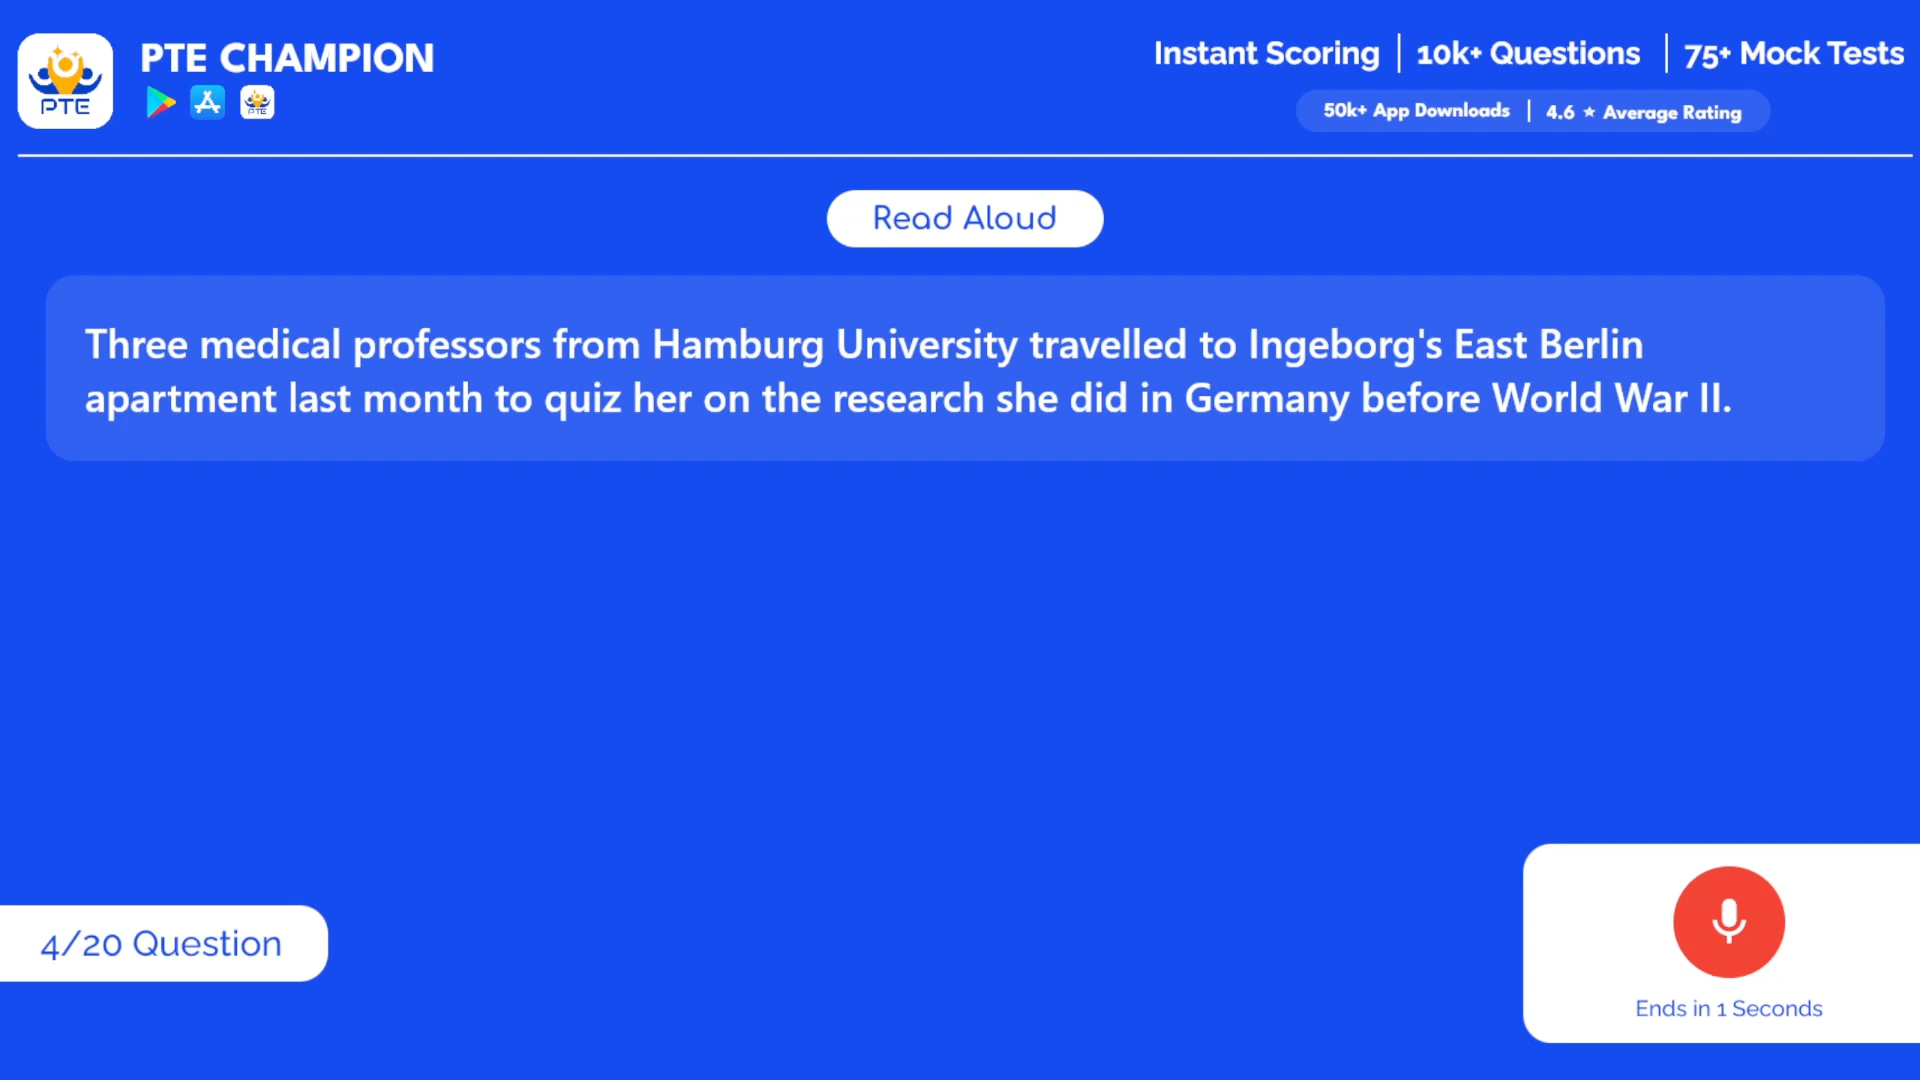 PTE CHAMPION
PTE
PTE
Instant Scoring | 10k+ Questions | 75+ Mock Tests
50k+ App Downloads | 4.6 ★ Average Rating
Read Aloud
Three medical professors from Hamburg University travelled to Ingeborg's East Berlin
apartment last month to quiz her on the research she did in Germany before World War II.
4/20 Question
Ends in 1 Seconds